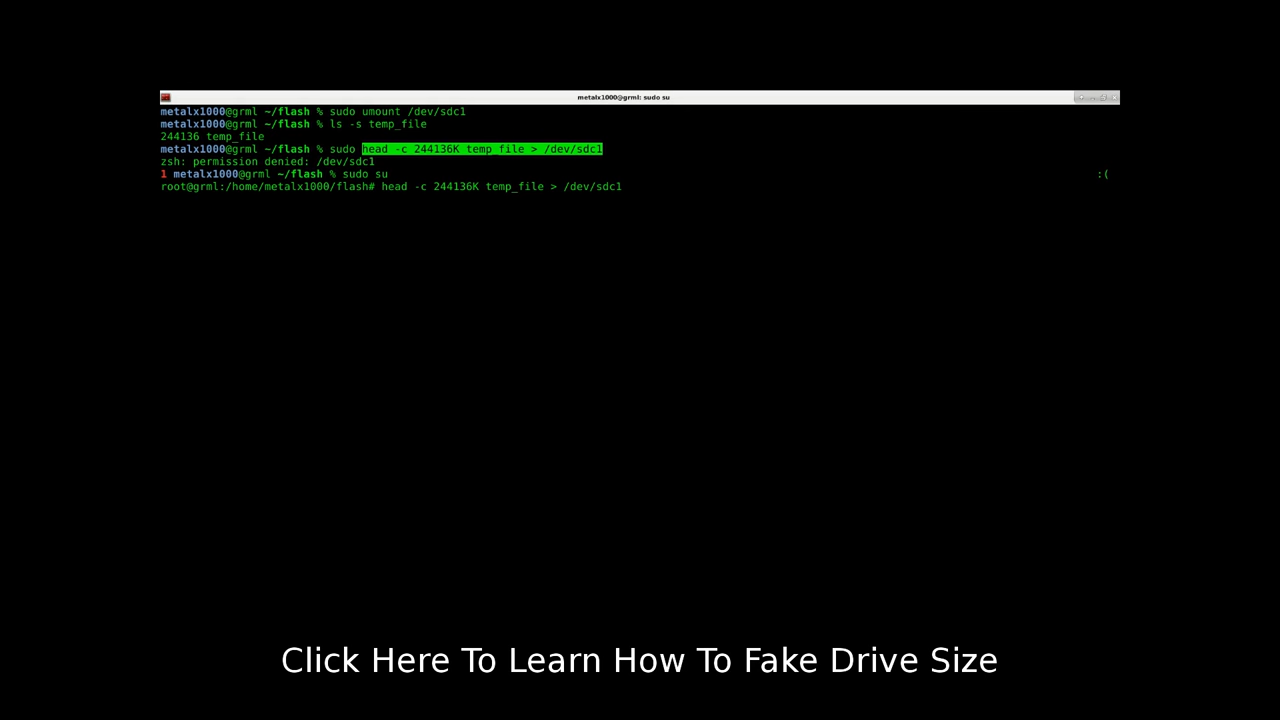 metalx1000@grml: sudo su
metalx1000@grml ~/flash % sudo umount /dev/sdc1
metalx1000@grml ~/flash % ls -s temp_file
244136 temp_file
metalx1000@grml ~/flash % sudo head -c 244136K temp_file > /dev/sdc1
zsh: permission denied: /dev/sdc1
1 metalx1000@grml ~/flash % sudo su :(
root@grml:/home/metalx1000/flash# head -c 244136K temp_file > /dev/sdc1
Click Here To Learn How To Fake Drive Size